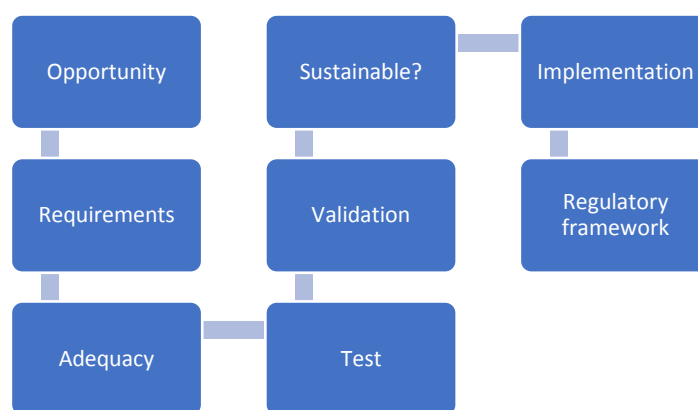 Opportunity
Requirements
Adequacy
Test
Validation
Sustainable?
Implementation
Regulatory
framework